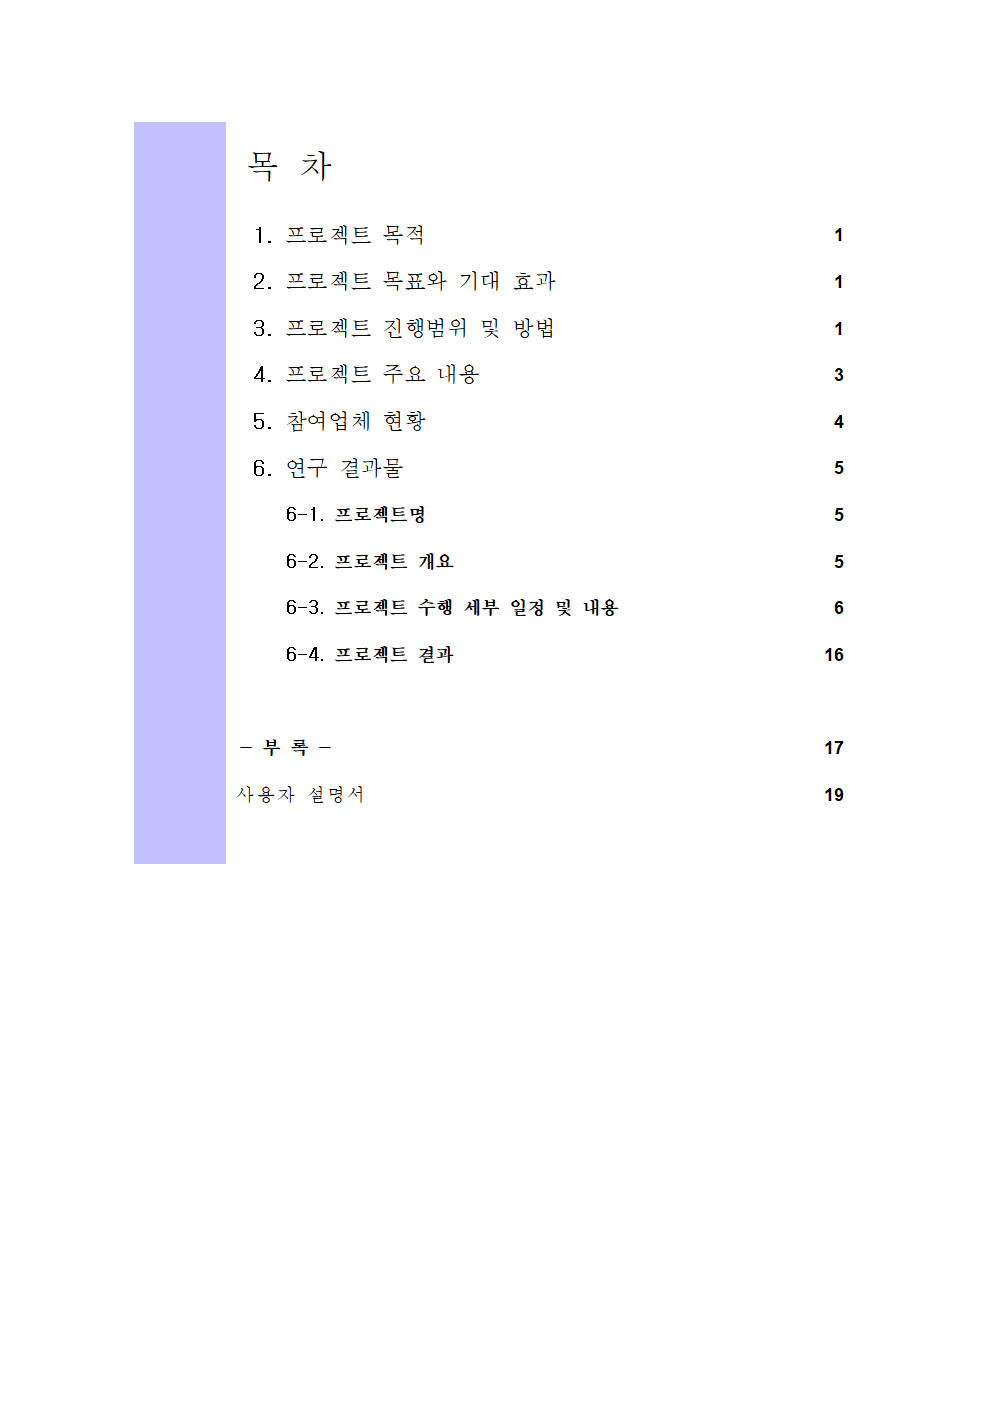 목 차
1. 프로젝트 목적 1
2. 프로젝트 목표와 기대 효과 1
3. 프로젝트 진행범위 및 방법 1
4. 프로젝트 주요 내용 3
5. 참여업체 현황 4
6. 연구 결과물 5
6-1. 프로젝트명 5
6-2. 프로젝트 개요 5
6-3. 프로젝트 수행 세부 일정 및 내용 6
6-4. 프로젝트 결과 16
- 부 록 - 17
사용자 설명서 19